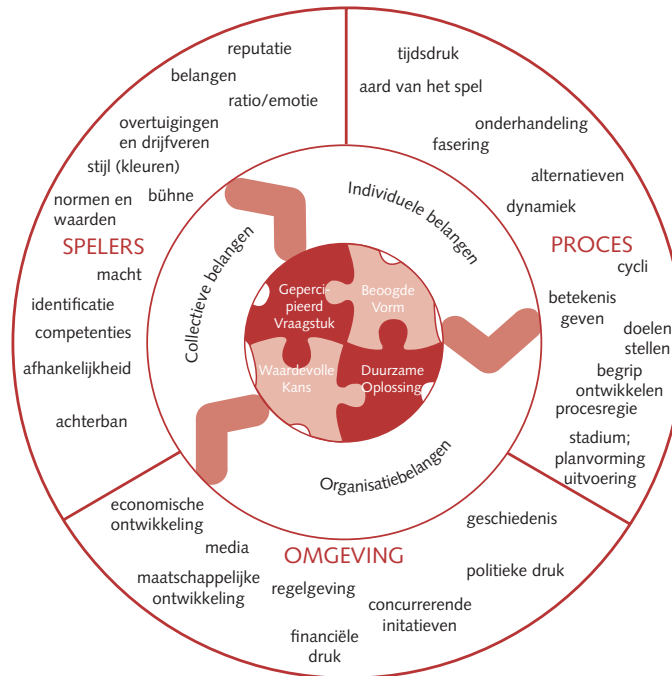 reputatie
belangen
ratio/emotie
overtuigingen
en drijfveren
stijl (kleuren)
bühne
normen en
waarden
SPELERS
macht
identificatie
competenties
afhankelijkheid
achterban
tijdsdruk
aard van het spel
onderhandeling
fasering
alternatieven
dynamiek
PROCES
cycli
betekenis
geven
doelen
stellen
begrip
ontwikkelen
procesregie
stadium;
planvorming
uitvoering
Collectieve belangen
Individuele belangen
Organisatiebelangen
Geperci-
pieerd
Vraagstuk
Beoogde
Vorm
Waardevolle
Kans
Duurzame
Oplossing
economische
ontwikkeling
media
OMGEVING
geschiedenis
maatschappelijke
ontwikkeling
regelgeving
politieke druk
concurrerende
initatieven
financiële
druk